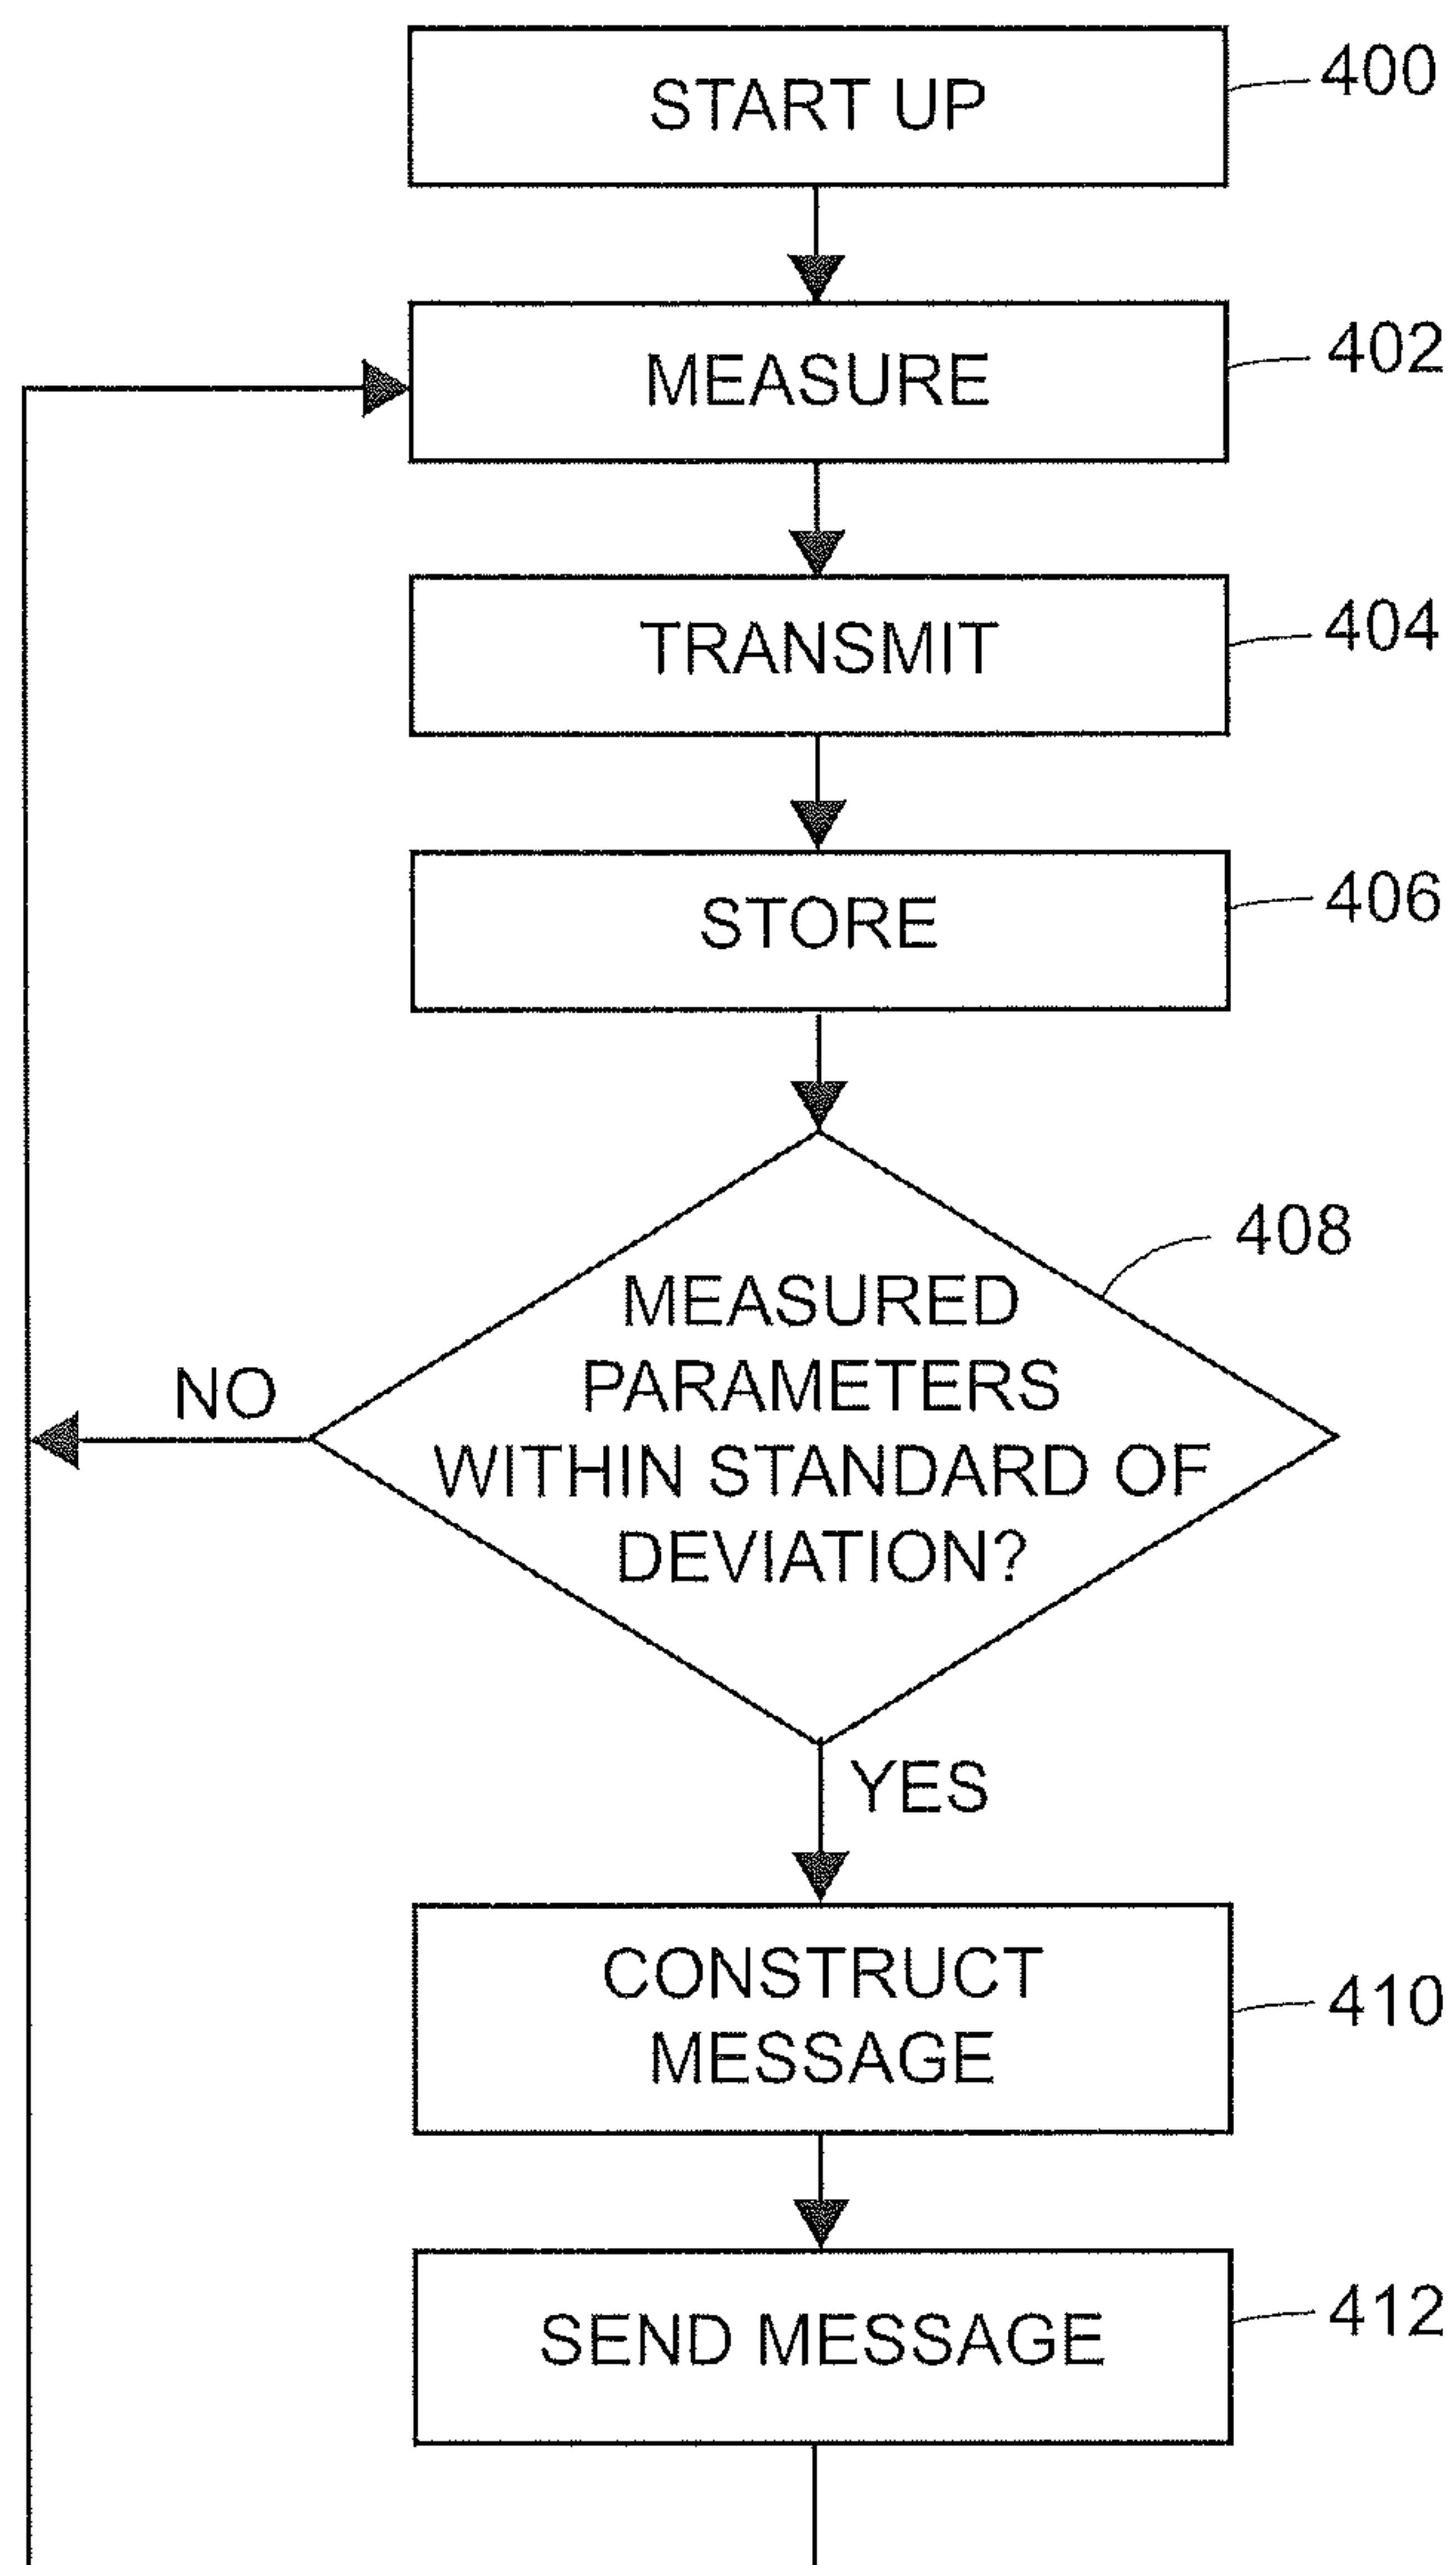 START UP
400
MEASURE
402
TRANSMIT
404
STORE
406
408
MEASURED
PARAMETERS
WITHIN STANDARD OF
DEVIATION?
NO
YES
CONSTRUCT
MESSAGE
410
SEND MESSAGE
412